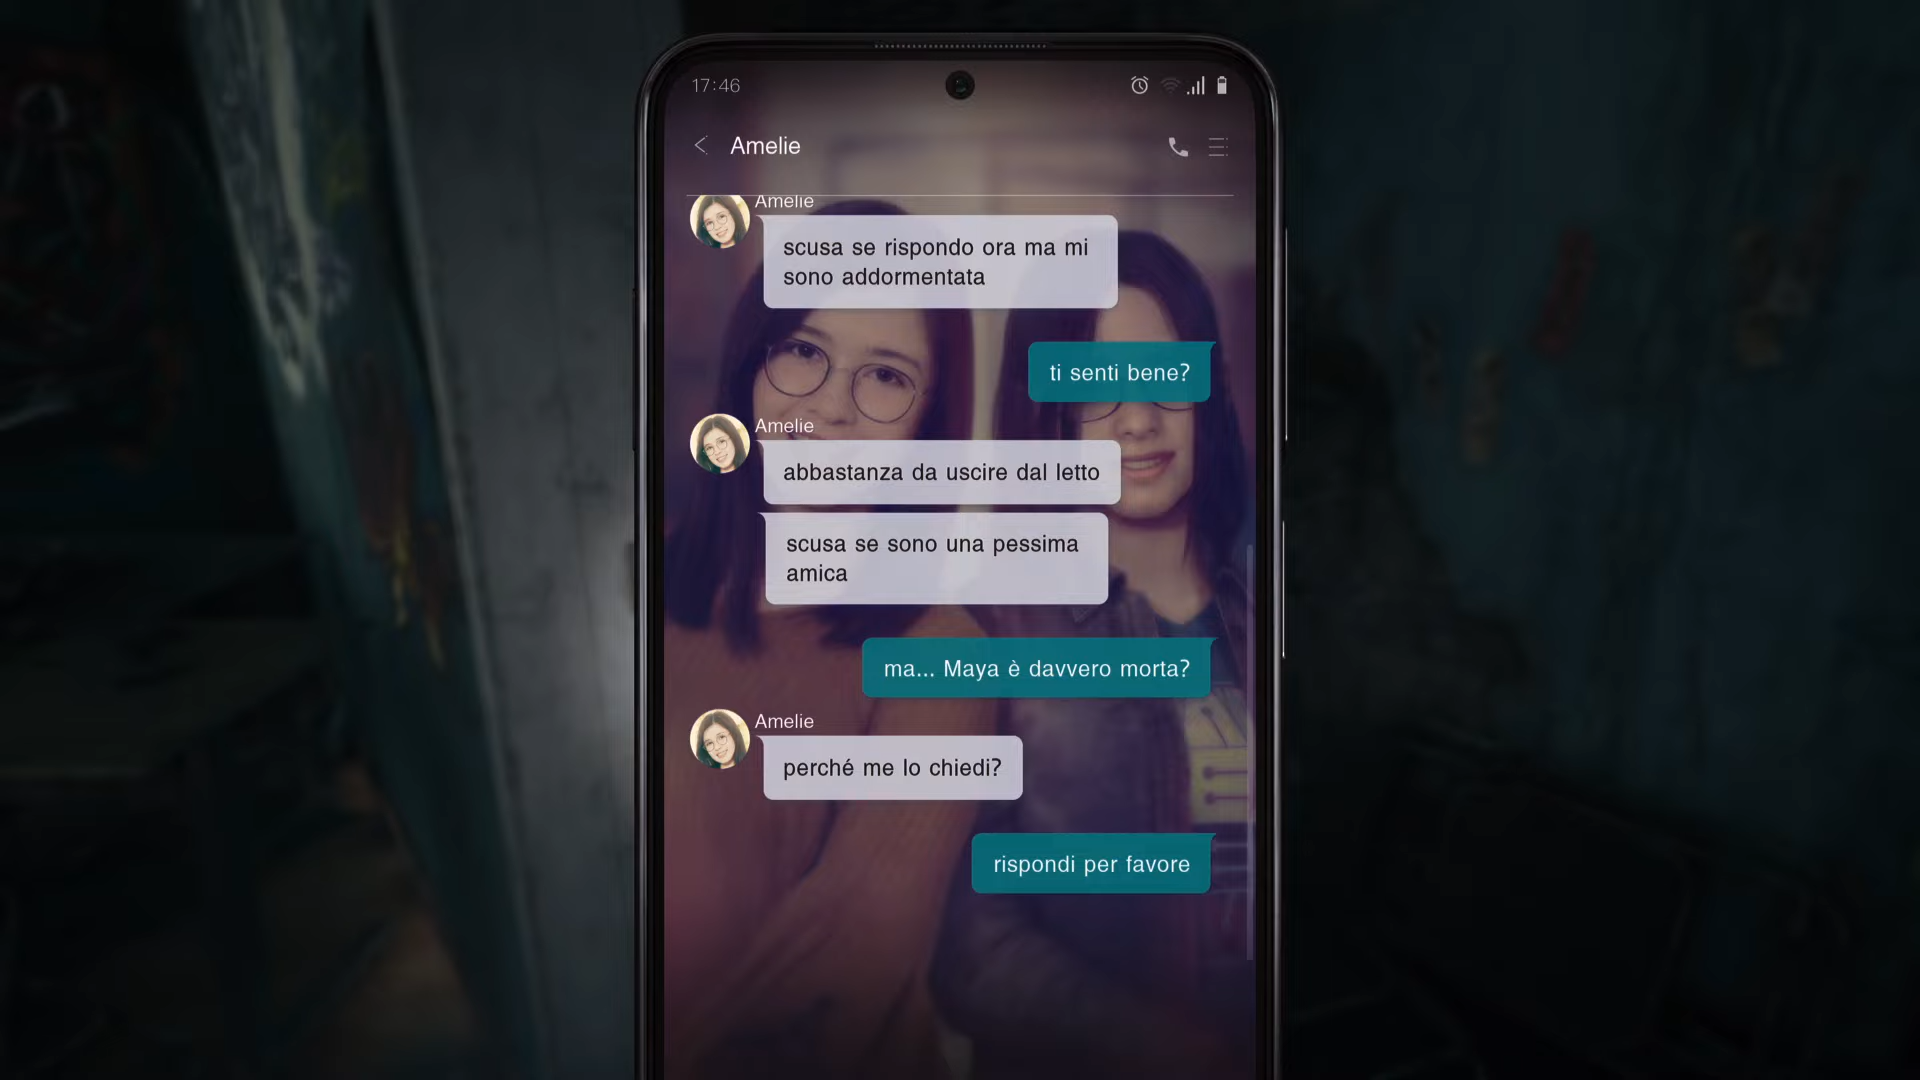 17:46
Amelie
Amelie
scusa se rispondo ora ma mi
sono addormentata
ti senti bene?
Amelie
abbastanza da uscire dal letto
scusa se sono una pessima
amica
ma... Maya è davvero morta?
Amelie
perché me lo chiedi?
rispondi per favore